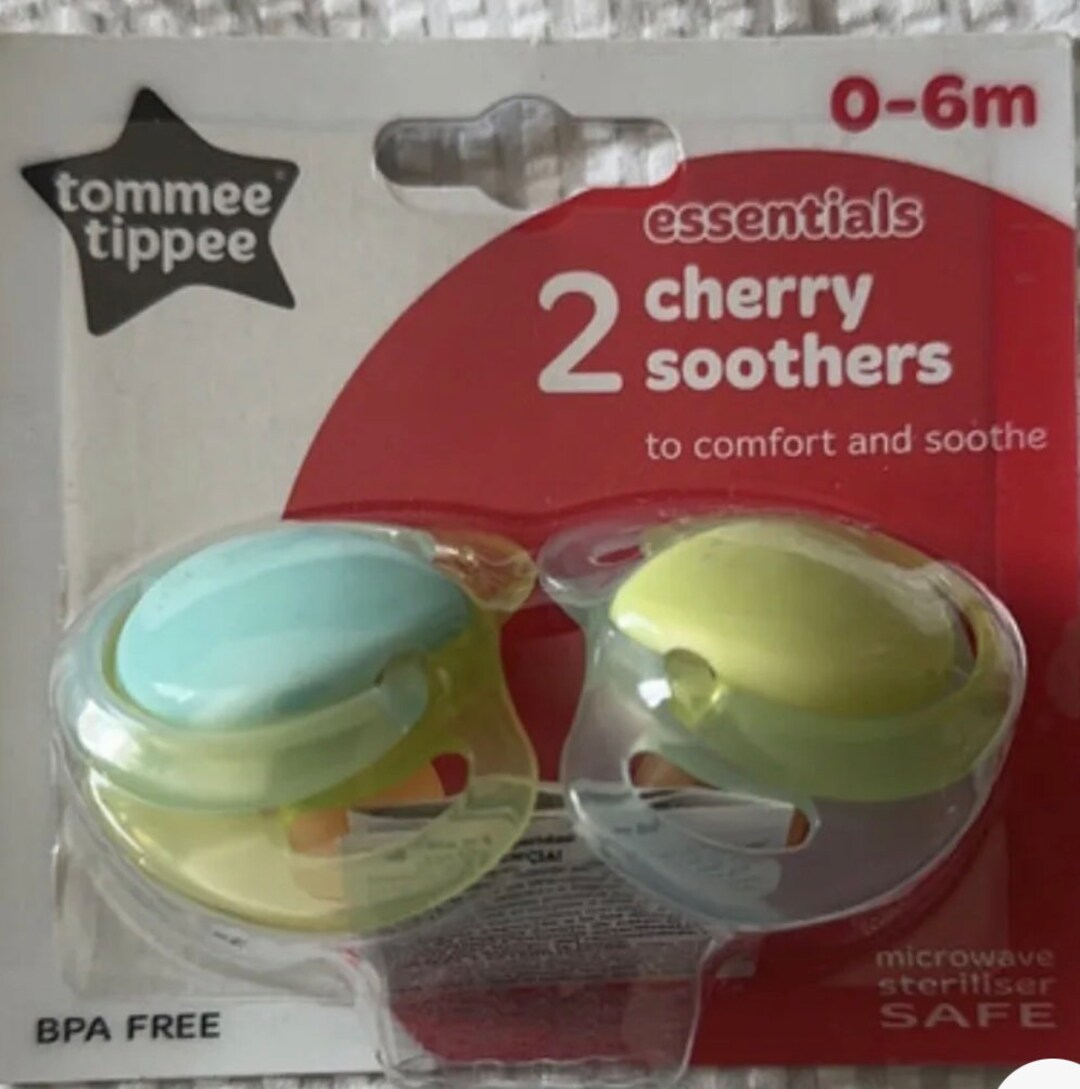 0-6m
tommee
tippee
essentials
2 cherry
soothers
to comfort and soothe
microwave
steriliser
SAFE
BPA FREE